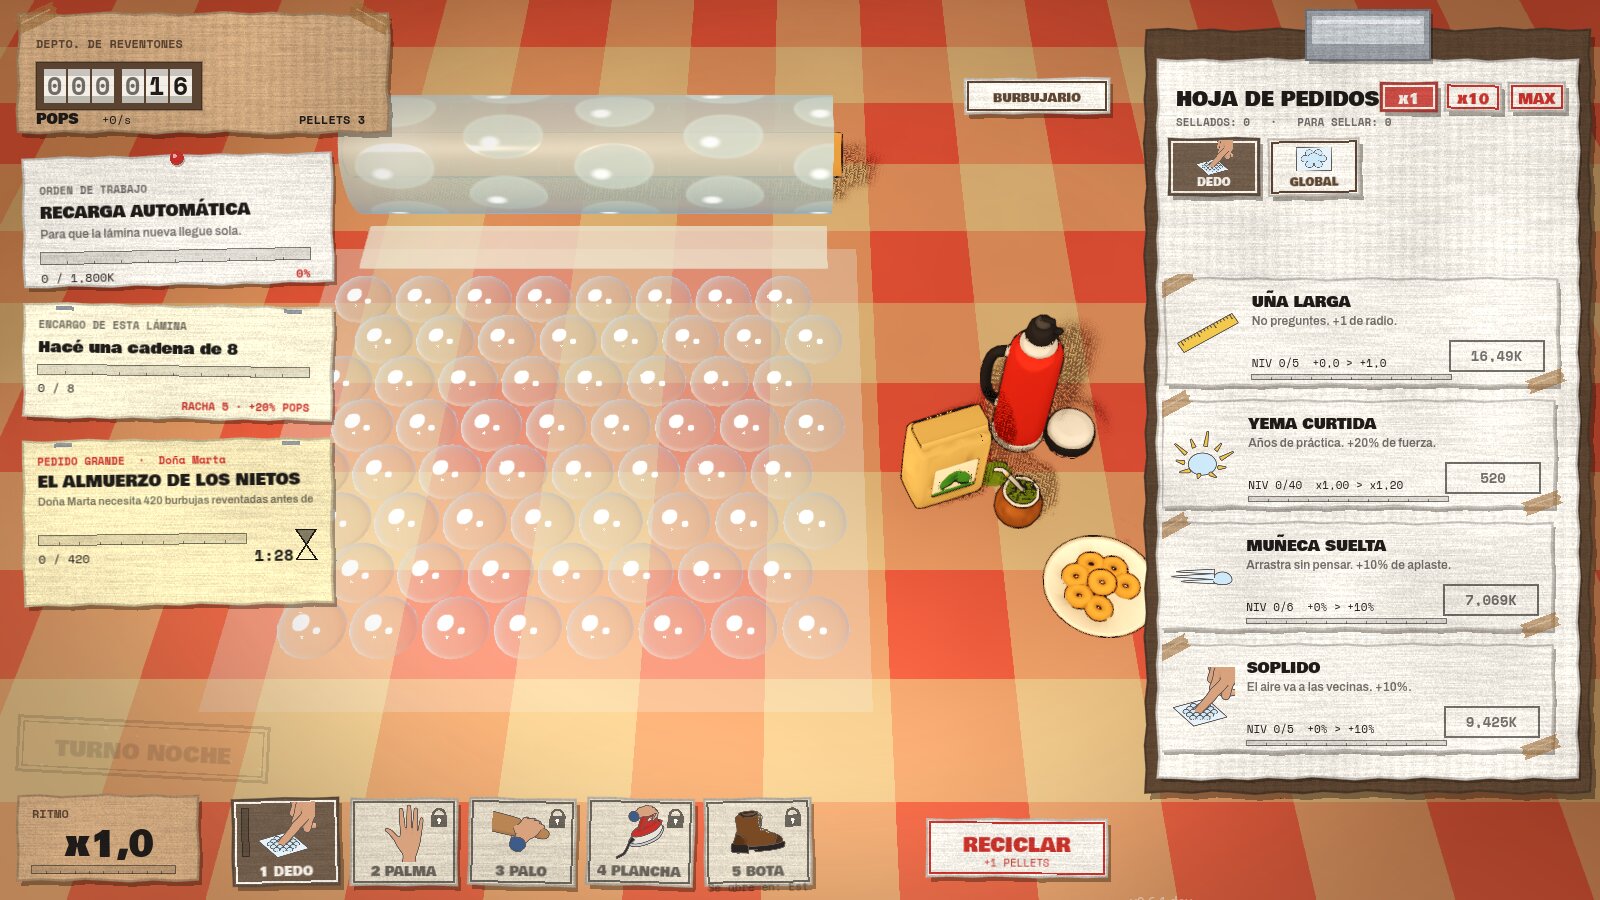 DEPTO. DE REVENTONES
000016
POPS +0/s PELLETS 3
ORDEN DE TRABAJO
RECARGA AUTOMÁTICA
Para que la lámina nueva llegue sola.
0 / 1.800K 0%
ENCARGO DE ESTA LÁMINA
Hacé una cadena de 8
0 / 8
RACHA 5 · +20% POPS
PEDIDO GRANDE · Doña Marta
EL ALMUERZO DE LOS NIETOS
Doña Marta necesita 420 burbujas reventadas antes de
0 / 420 1:28
TURNO NOCHE
RITMO
x1,0
1 DEDO
2 PALMA
3 PALO
4 PLANCHA
5 BOTA
Se abre en: Est.
BURBUJARIO
RECICLAR
+1 PELLETS
HOJA DE PEDIDOS x1 x10 MAX
SELLADOS: 0 · PARA SELLAR: 0
DEDO GLOBAL
UÑA LARGA
No preguntes. +1 de radio.
NIV 0/5 +0,0 > +1,0 16,49K
YEMA CURTIDA
Años de práctica. +20% de fuerza.
NIV 0/40 x1,00 > x1,20 520
MUÑECA SUELTA
Arrastra sin pensar. +10% de aplaste.
NIV 0/6 +0% > +10% 7,069K
SOPLIDO
El aire va a las vecinas. +10%.
NIV 0/5 +0% > +10% 9,425K